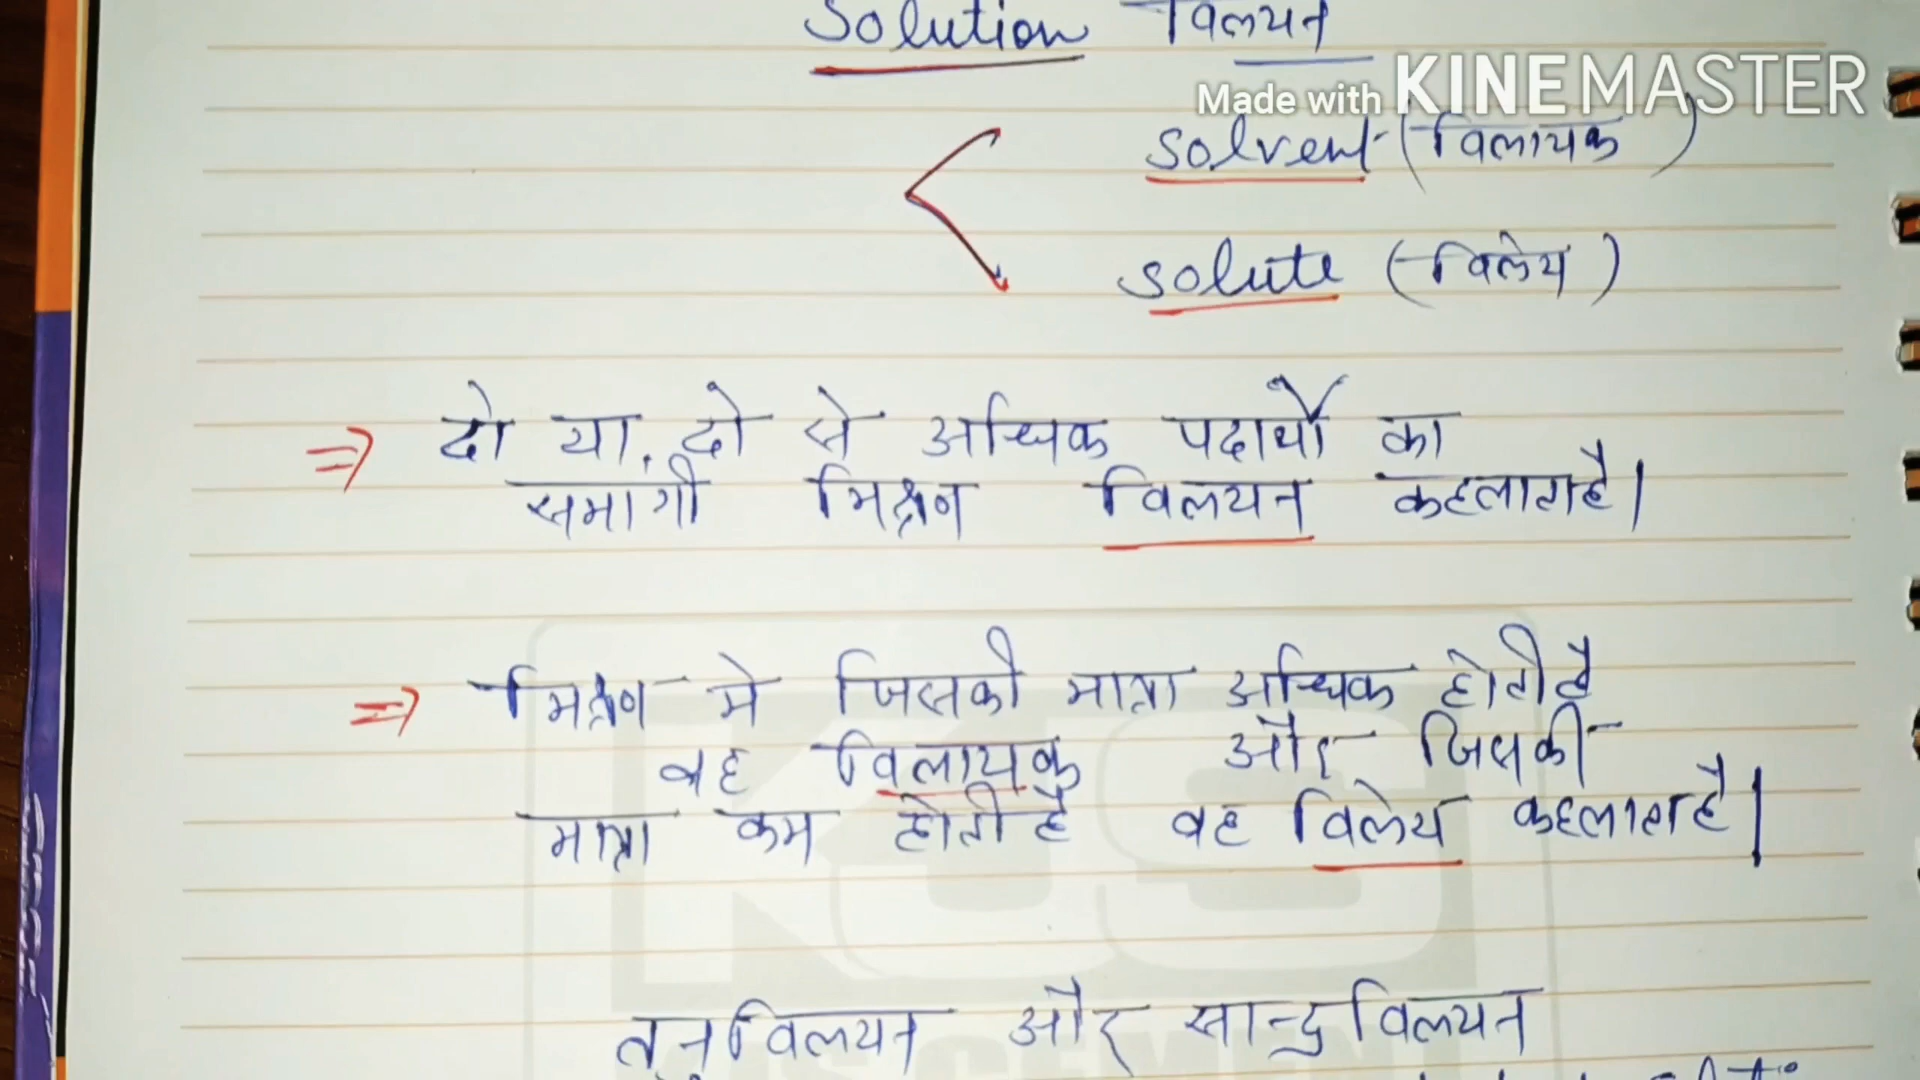 Solution विलयन
Made with KINEMASTER
solvent (विलायक)
solute (विलेय)
⇒ दो या दो से अधिक पदार्थों का
समागी मिश्रण विलयन कहलाता है।
⇒ मिश्रण मे जिसकी मात्रा अधिक होती है
वह विलायक और जिसकी
मात्रा कम होती है वह विलेय कहलाता है।
तनु विलयन और सान्द्र विलयन